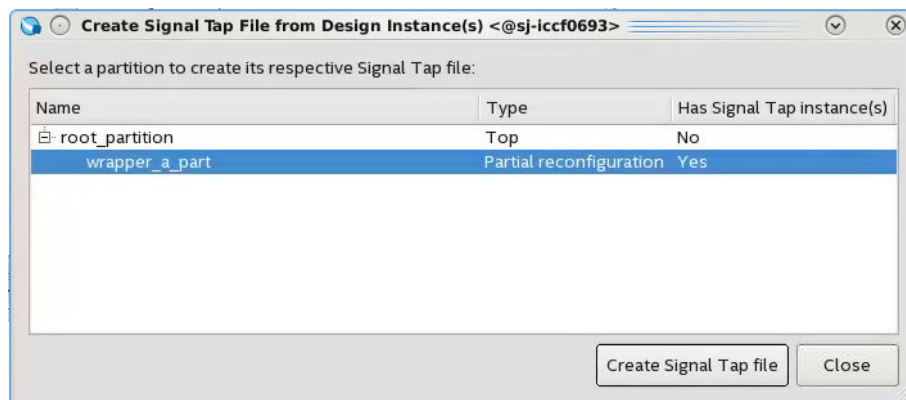 Create Signal Tap File from Design Instance(s) <@sj-iccf0693>
Select a partition to create its respective Signal Tap file:
Name Type Has Signal Tap instance(s)
root_partition Top No
wrapper_a_part Partial reconfiguration Yes
Create Signal Tap file Close